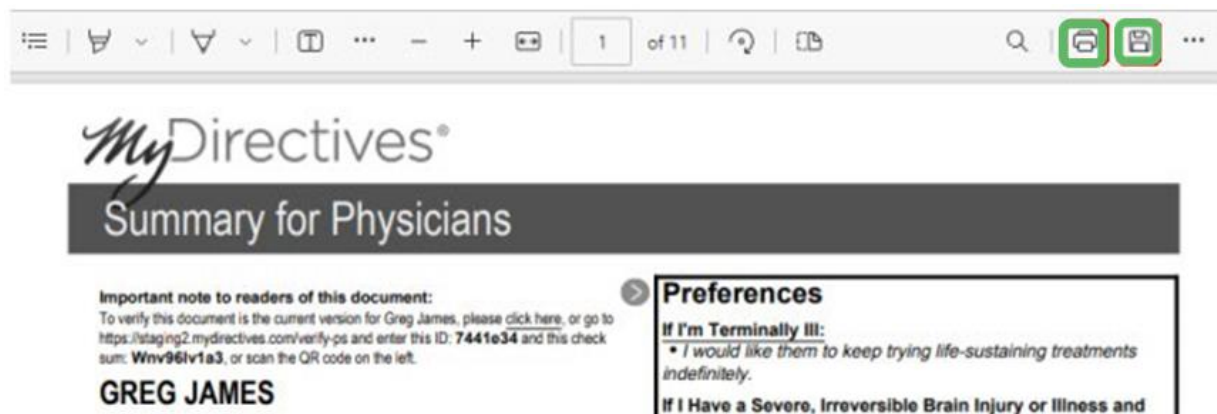 1 of 11
MyDirectives®
Summary for Physicians
Important note to readers of this document:
To verify this document is the current version for Greg James, please click here, or go to
https://staging2.mydirectives.com/verify-ps and enter this ID: 7441e34 and this check
sum: Wnv96lv1a3, or scan the QR code on the left.
GREG JAMES
Preferences
If I'm Terminally Ill:
• I would like them to keep trying life-sustaining treatments
indefinitely.
If I Have a Severe, Irreversible Brain Injury or Illness and